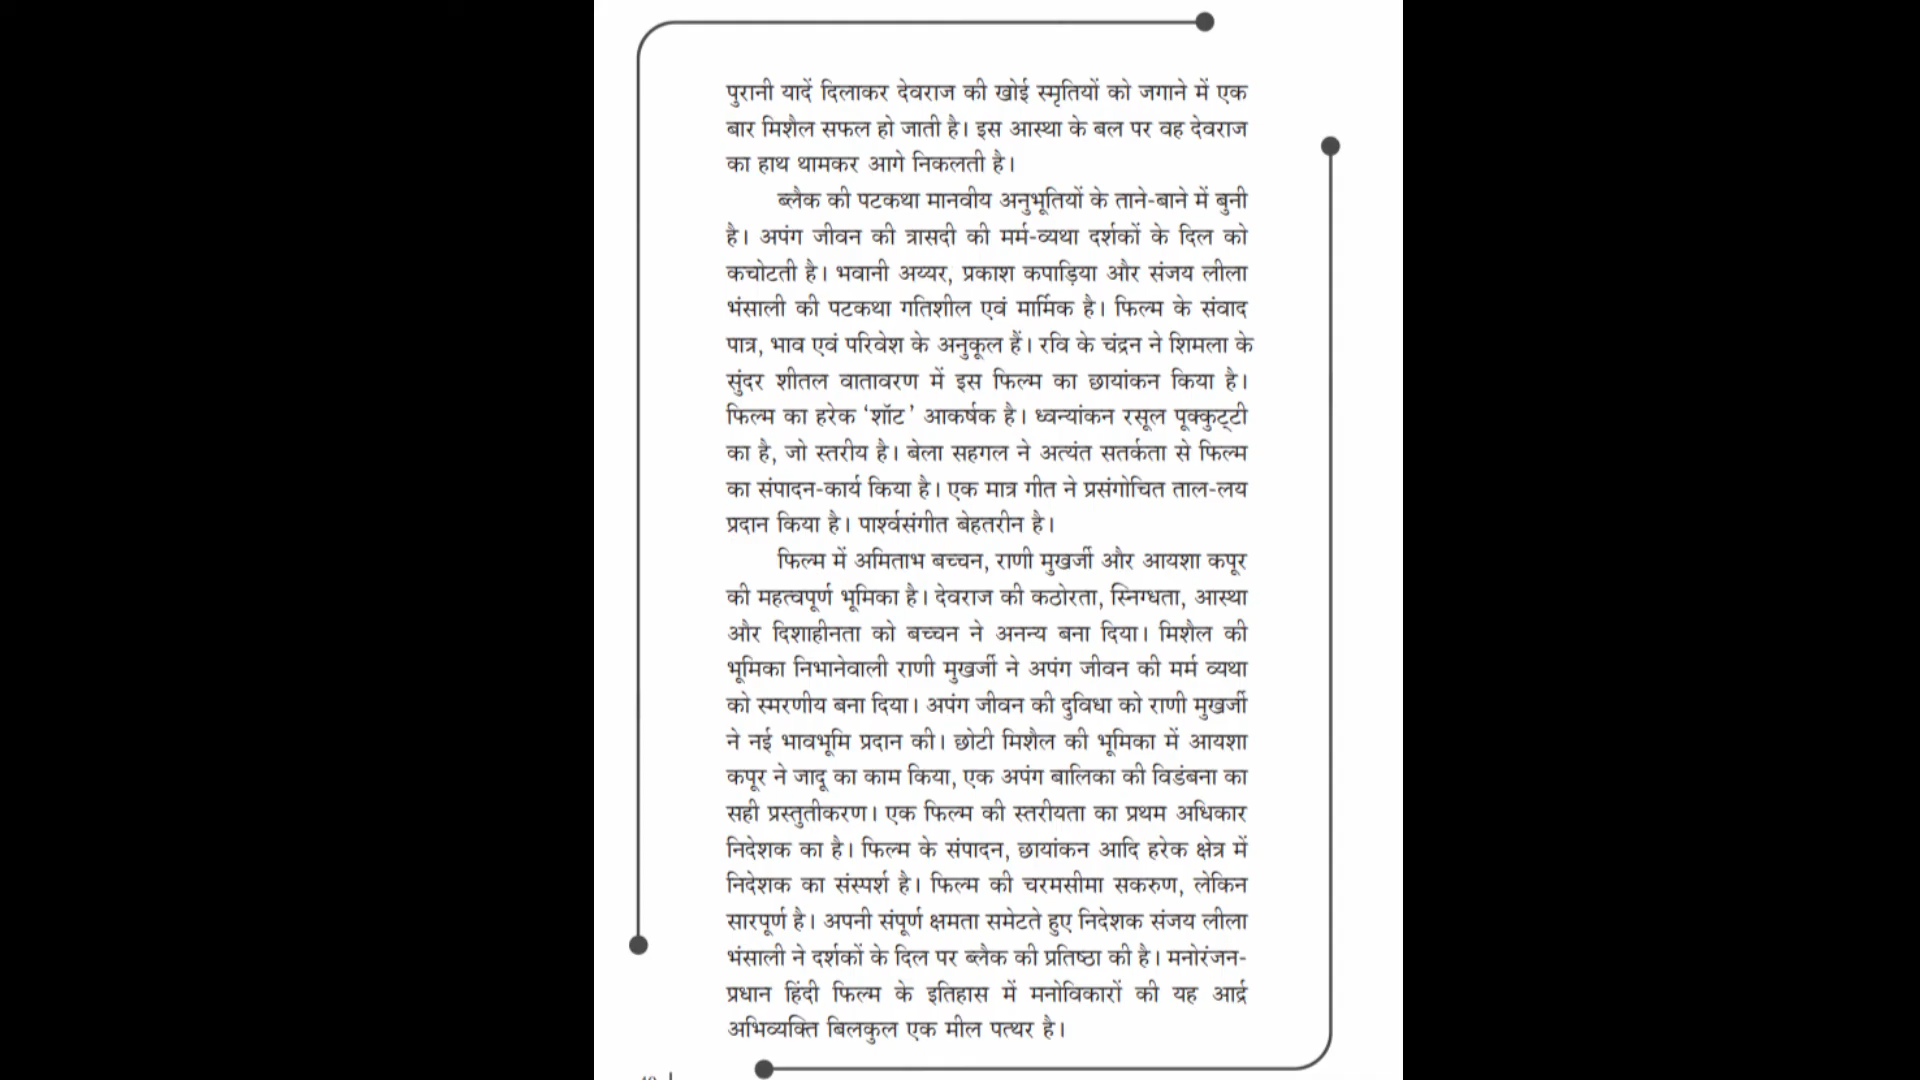 पुरानी यादें दिलाकर देवराज की खोई स्मृतियों को जगाने में एक
बार मिशैल सफल हो जाती है। इस आस्था के बल पर वह देवराज
का हाथ थामकर आगे निकलती है।
ब्लैक की पटकथा मानवीय अनुभूतियों के ताने-बाने में बुनी
है। अपंग जीवन की त्रासदी की मर्म-व्यथा दर्शकों के दिल को
कचोटती है। भवानी अय्यर, प्रकाश कपाड़िया और संजय लीला
भंसाली की पटकथा गतिशील एवं मार्मिक है। फिल्म के संवाद
पात्र, भाव एवं परिवेश के अनुकूल हैं। रवि के चंद्रन ने शिमला के
सुंदर शीतल वातावरण में इस फिल्म का छायांकन किया है।
फिल्म का हरेक ‘शॉट’ आकर्षक है। ध्वन्यांकन रसूल पूक्कुट्टी
का है, जो स्तरीय है। बेला सहगल ने अत्यंत सतर्कता से फिल्म
का संपादन-कार्य किया है। एक मात्र गीत ने प्रसंगोचित ताल-लय
प्रदान किया है। पार्श्वसंगीत बेहतरीन है।
फिल्म में अमिताभ बच्चन, राणी मुखर्जी और आयशा कपूर
की महत्वपूर्ण भूमिका है। देवराज की कठोरता, स्निग्धता, आस्था
और दिशाहीनता को बच्चन ने अनन्य बना दिया। मिशैल की
भूमिका निभानेवाली राणी मुखर्जी ने अपंग जीवन की मर्म व्यथा
को स्मरणीय बना दिया। अपंग जीवन की दुविधा को राणी मुखर्जी
ने नई भावभूमि प्रदान की। छोटी मिशैल की भूमिका में आयशा
कपूर ने जादू का काम किया, एक अपंग बालिका की विडंबना का
सही प्रस्तुतीकरण। एक फिल्म की स्तरीयता का प्रथम अधिकार
निदेशक का है। फिल्म के संपादन, छायांकन आदि हरेक क्षेत्र में
निदेशक का संस्पर्श है। फिल्म की चरमसीमा सकरुण, लेकिन
सारपूर्ण है। अपनी संपूर्ण क्षमता समेटते हुए निदेशक संजय लीला
भंसाली ने दर्शकों के दिल पर ब्लैक की प्रतिष्ठा की है। मनोरंजन-
प्रधान हिंदी फिल्म के इतिहास में मनोविकारों की यह आर्द्र
अभिव्यक्ति बिलकुल एक मील पत्थर है।